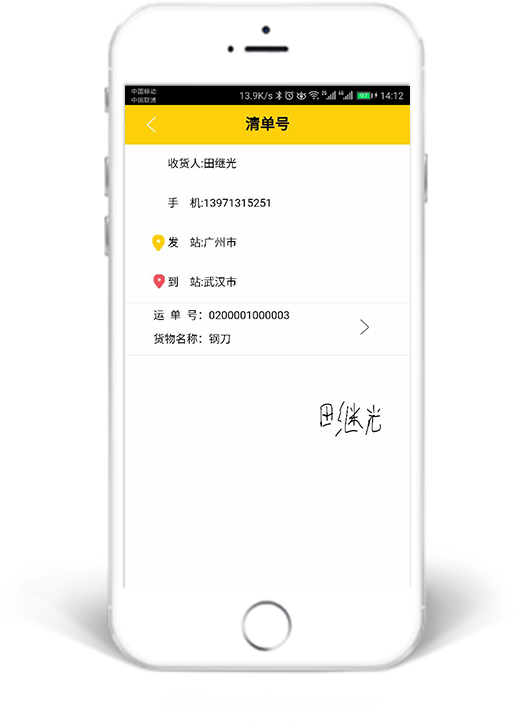 中国移动
中国联通
13.9K/s 2G 4G 14:12
清单号
收货人:田继光
手 机:13971315251
发 站:广州市
到 站:武汉市
运 单 号: 0200001000003
货物名称: 钢刀
田继光